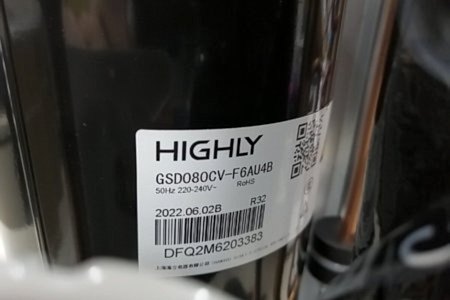 HIGHLY
GSD080CV-F6AU4B
50Hz 220-240V~ RoHS
2022.06.02B R32
DFQ2M6203383